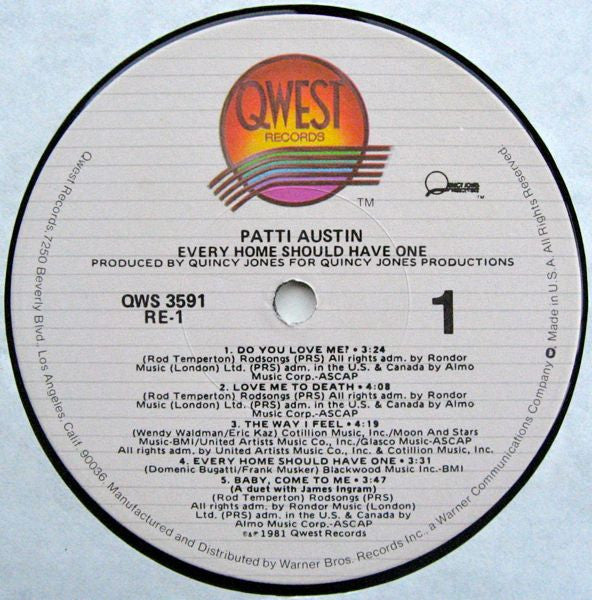 QWEST
RECORDS
TM
QUINCY JONES
PRODUCTIONS
TM
PATTI AUSTIN
EVERY HOME SHOULD HAVE ONE
PRODUCED BY QUINCY JONES FOR QUINCY JONES PRODUCTIONS
QWS 3591
RE-1
1
1. DO YOU LOVE ME? • 3:24
(Rod Temperton) Rodsongs (PRS) All rights adm. by Rondor
Music (London) Ltd. (PRS) adm. in the U.S. & Canada by Almo
Music Corp.-ASCAP
2. LOVE ME TO DEATH • 4:08
(Rod Temperton) Rodsongs (PRS) All rights adm. by Rondor
Music (London) Ltd. (PRS) adm. in the U.S. & Canada by Almo
Music Corp.-ASCAP
3. THE WAY I FEEL • 4:19
(Wendy Waldman/Eric Kaz) Cotillion Music, Inc./Moon And Stars
Music-BMI/United Artists Music Co., Inc./Glasco Music-ASCAP
All rights adm. by United Artists Music Co., Inc. & Cotillion Music, Inc.
4. EVERY HOME SHOULD HAVE ONE • 3:31
(Domenic Bugatti/Frank Musker) Blackwood Music Inc-BMI
5. BABY, COME TO ME • 3:47
(A duet with James Ingram)
(Rod Temperton) Rodsongs (PRS)
All rights adm. by Rondor Music (London)
Ltd. (PRS) adm. in the U.S. & Canada by
Almo Music Corp.-ASCAP
©&℗ 1981 Qwest Records
Qwest Records, 7250 Beverly Blvd. Los Angeles, Calif. 90036. Manufactured and Distributed by Warner Bros. Records Inc., a Warner Communications Company Made in U.S.A. All Rights Reserved.